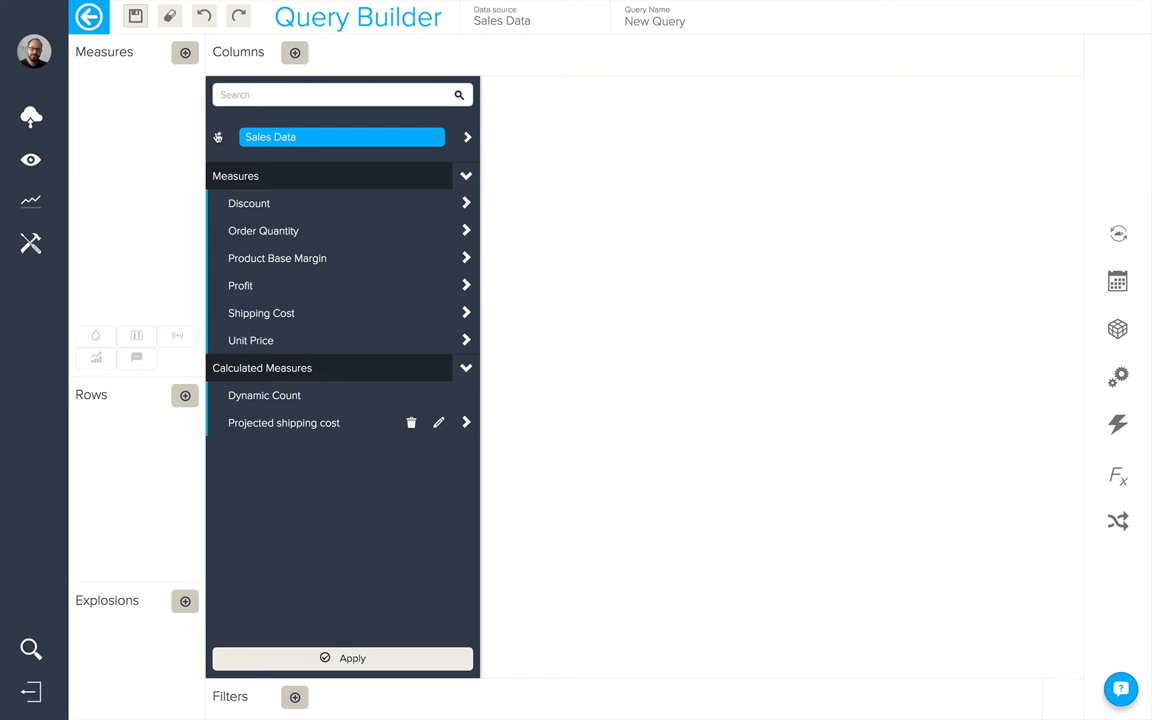 Query Builder
Data source
Sales Data
Query Name
New Query
Measures
Columns
Search
Sales Data
Measures
Discount
Order Quantity
Product Base Margin
Profit
Shipping Cost
Unit Price
Calculated Measures
Dynamic Count
Projected shipping cost
Rows
Explosions
Apply
Filters
Fx